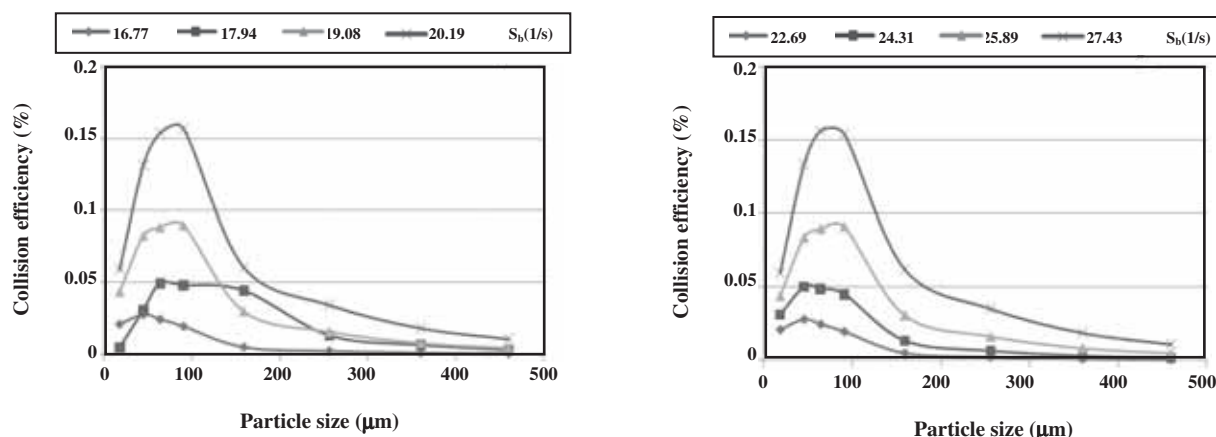 16.77 17.94 19.08 20.19 Sb(1/s)
0.2
0.15
0.1
0.05
0
0 100 200 300 400 500
Collision efficiency (%)
Particle size (μm)
22.69 24.31 25.89 27.43 Sb(1/s)
0.2
0.15
0.1
0.05
0
0 100 200 300 400 500
Collision efficiency (%)
Particle size (μm)